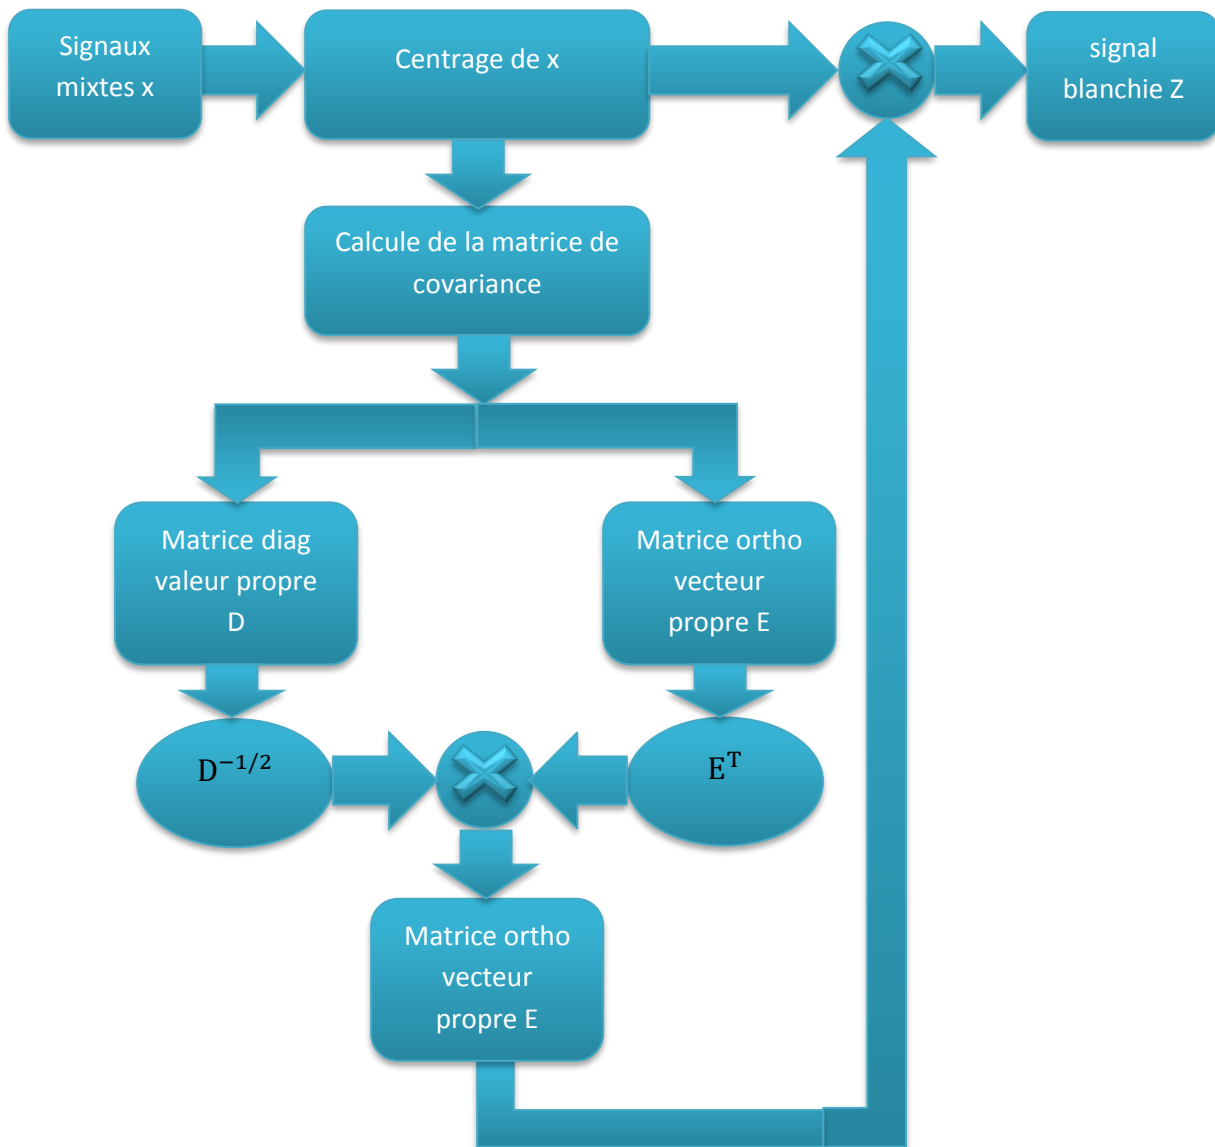 Signaux
mixtes x
Centrage de x
signal
blanchie Z
Calcule de la matrice de
covariance
Matrice diag
valeur propre
D
Matrice ortho
vecteur
propre E
D⁻¹/²
Eᵀ
Matrice ortho
vecteur
propre E